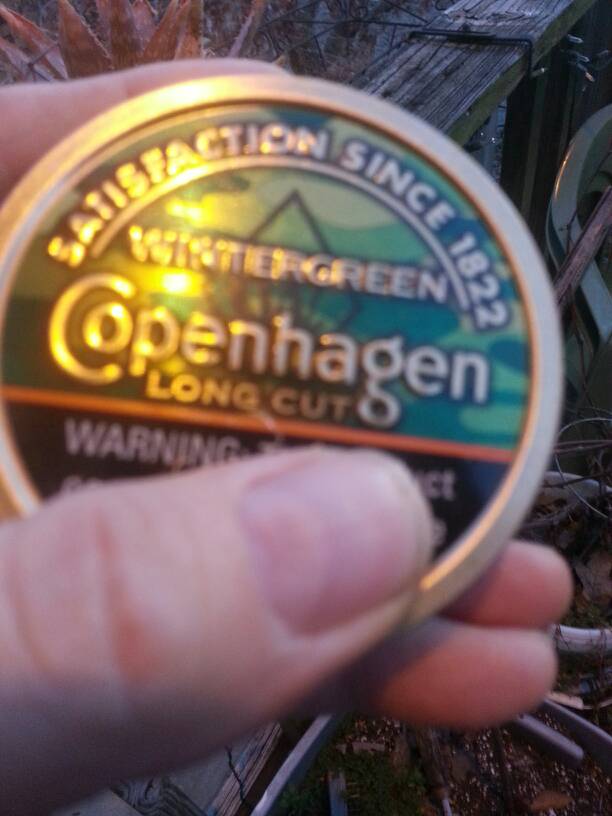 SATISFACTION SINCE 1822
WINTERGREEN
Copenhagen
LONG CUT
WARNING: